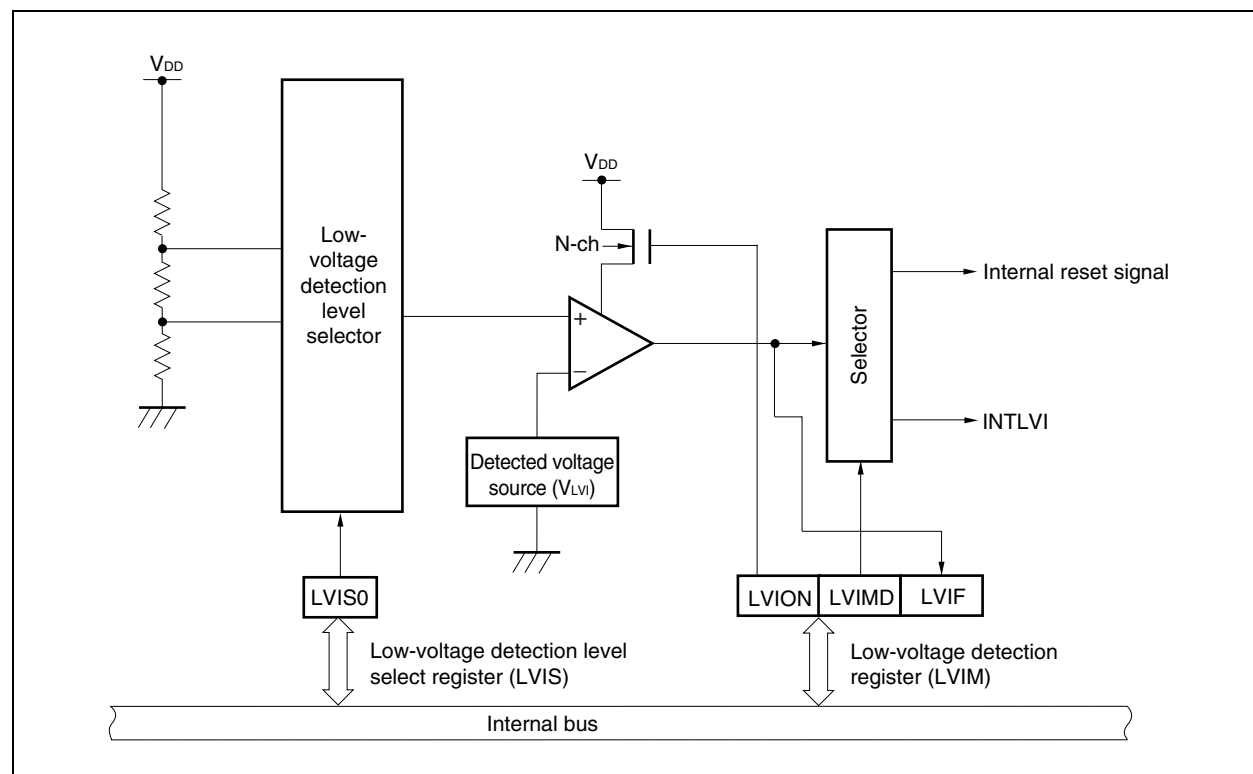 VDD
Low-
voltage
detection
level
selector
VDD
N-ch
+
−
Detected voltage
source (VLVI)
Selector
Internal reset signal
INTLVI
LVIS0
LVION
LVIMD
LVIF
Low-voltage detection level
select register (LVIS)
Low-voltage detection
register (LVIM)
Internal bus